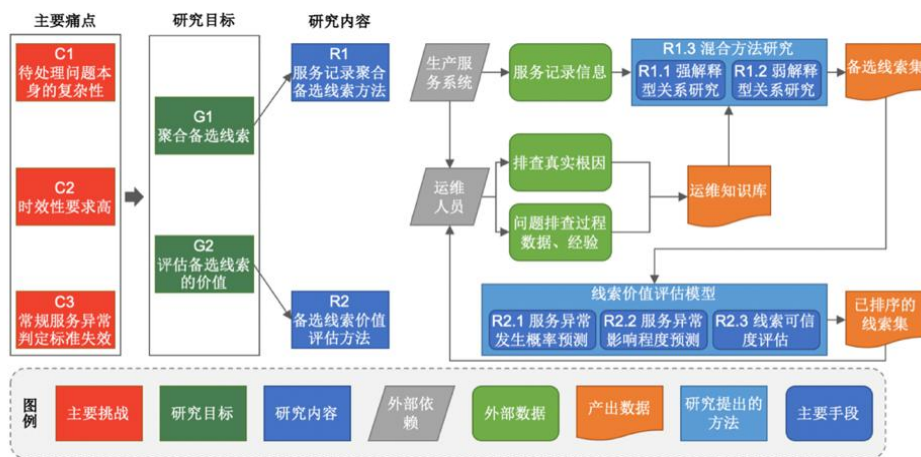 主要痛点
研究目标
研究内容
C1
待处理问题本
身的复杂性
C2
时效性要求高
C3
常规服务异常
判定标准失效
G1
聚合备选线索
G2
评估备选线索
的价值
R1
服务记录聚合
备选线索方法
R2
备选线索价值
评估方法
生产服
务系统
服务记录信息
R1.3 混合方法研究
R1.1 强解释
型关系研究
R1.2 弱解释
型关系研究
备选线索集
运维
人员
排查真实根因
问题排查过程
数据、经验
运维知识库
线索价值评估模型
R2.1 服务异常
发生概率预测
R2.2 服务异常
影响程度预测
R2.3 线索可信
度评估
已排序的
线索集
图
例
主要挑战
研究目标
研究内容
外部依
赖
外部数据
产出数据
研究提出的
方法
主要手段